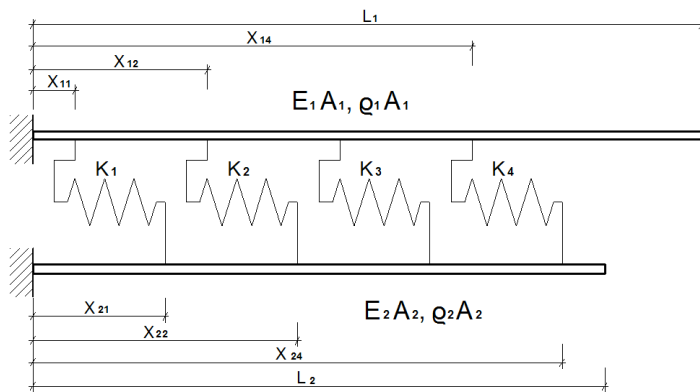 L₁
X₁₄
X₁₂
X₁₁
E₁A₁, ϱ₁A₁
K₁ K₂ K₃ K₄
X₂₁
E₂A₂, ϱ₂A₂
X₂₂
X₂₄
L₂